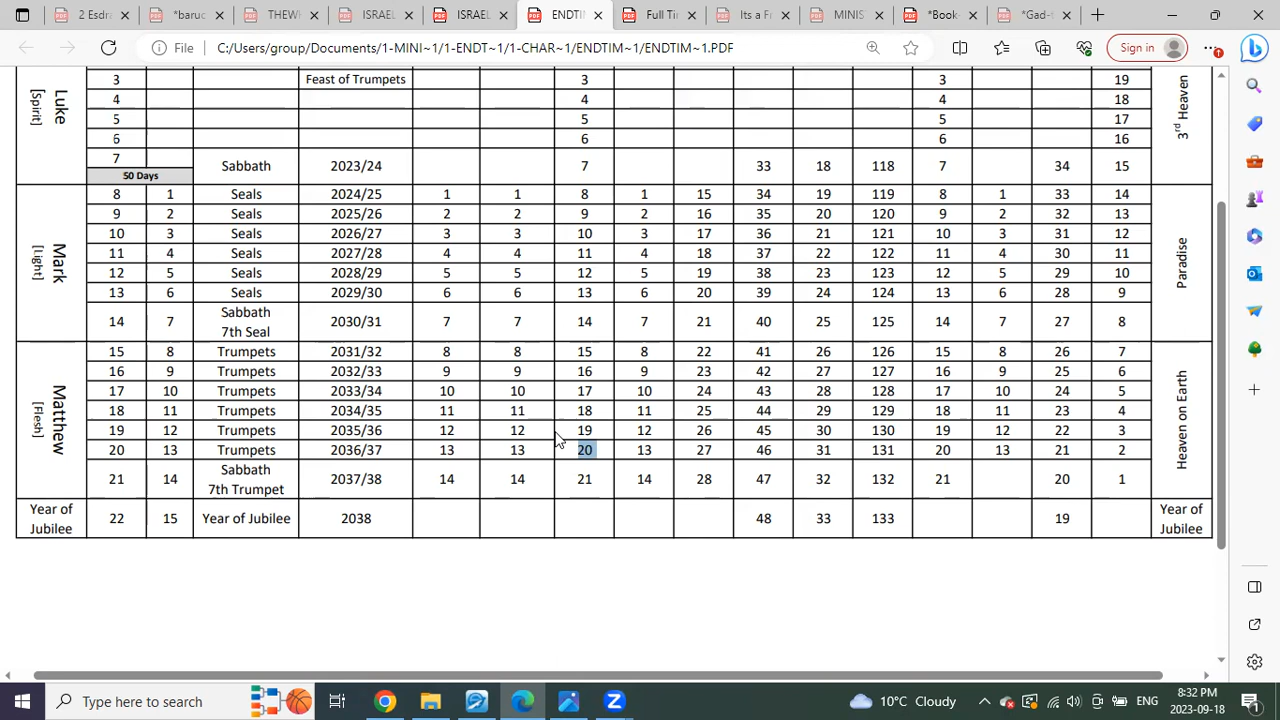 2 Esdra
*baruc
THEW
ISRAEL
ISRAEL
ENDTIM
Full Tim
Its a Fr
MINIS
*Book-
*Gad-t
File C:/Users/group/Documents/1-MINI~1/1-ENDT~1/1-CHAR~1/ENDTIM~1/ENDTIM~1.PDF Sign in
Luke
[Sprit]
3 Feast of Trumpets 3 3 19
4 4 4 18
5 5 5 17
6 6 6 16
7 Sabbath 2023/24 7 33 18 118 7 34 15
50 Days
3rd Heaven
Mark
[Light]
8 1 Seals 2024/25 1 1 8 1 15 34 19 119 8 1 33 14
9 2 Seals 2025/26 2 2 9 2 16 35 20 120 9 2 32 13
10 3 Seals 2026/27 3 3 10 3 17 36 21 121 10 3 31 12
11 4 Seals 2027/28 4 4 11 4 18 37 22 122 11 4 30 11
12 5 Seals 2028/29 5 5 12 5 19 38 23 123 12 5 29 10
13 6 Seals 2029/30 6 6 13 6 20 39 24 124 13 6 28 9
14 7 Sabbath 2030/31 7 7 14 7 21 40 25 125 14 7 27 8
7th Seal
Paradise
Matthew
[Flesh]
15 8 Trumpets 2031/32 8 8 15 8 22 41 26 126 15 8 26 7
16 9 Trumpets 2032/33 9 9 16 9 23 42 27 127 16 9 25 6
17 10 Trumpets 2033/34 10 10 17 10 24 43 28 128 17 10 24 5
18 11 Trumpets 2034/35 11 11 18 11 25 44 29 129 18 11 23 4
19 12 Trumpets 2035/36 12 12 19 12 26 45 30 130 19 12 22 3
20 13 Trumpets 2036/37 13 13 20 13 27 46 31 131 20 13 21 2
21 14 Sabbath 2037/38 14 14 21 14 28 47 32 132 21 20 1
7th Trumpet
Heaven on Earth
Year of 22 15 Year of Jubilee 2038 48 33 133 19 Year of
Jubilee Jubilee
Type here to search
10°C Cloudy
ENG
8:32 PM
2023-09-18
1